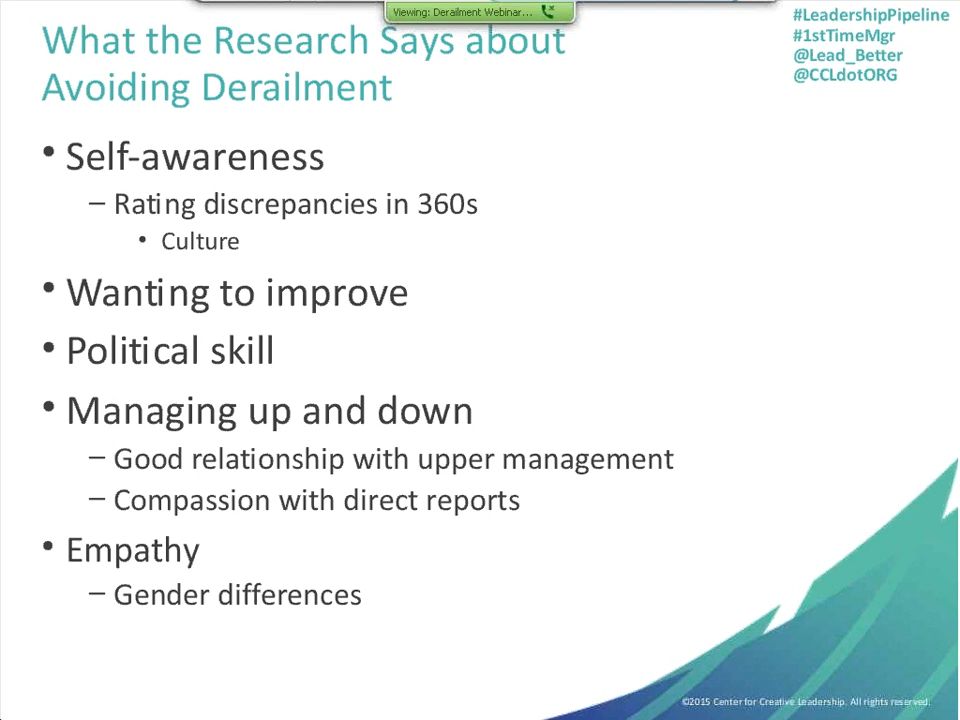 Viewing: Derailment Webinar...
#LeadershipPipeline
#1stTimeMgr
@Lead_Better
@CCLdotORG
What the Research Says about
Avoiding Derailment
• Self-awareness
– Rating discrepancies in 360s
• Culture
• Wanting to improve
• Political skill
• Managing up and down
– Good relationship with upper management
– Compassion with direct reports
• Empathy
– Gender differences
©2015 Center for Creative Leadership. All rights reserved.